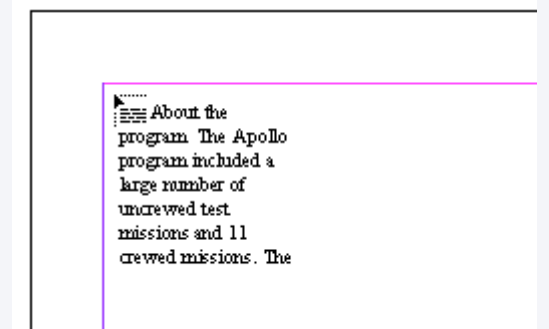 About the
program. The Apollo
program included a
large number of
uncrewed test
missions and 11
crewed missions. The